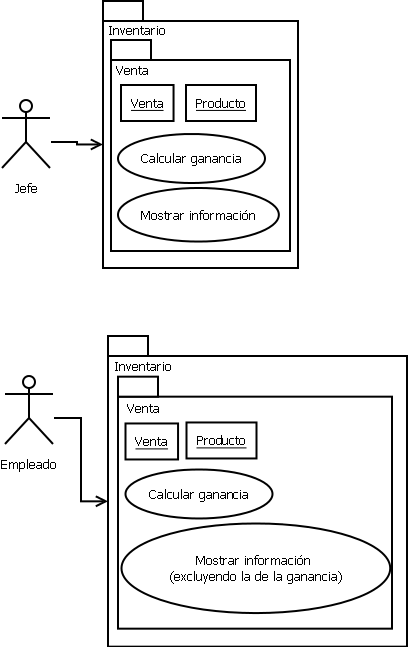 Inventario
Venta
Venta
Producto
Calcular ganancia
Jefe
Mostrar información
Inventario
Venta
Venta
Producto
Empleado
Calcular ganancia
Mostrar información
(excluyendo la de la ganancia)